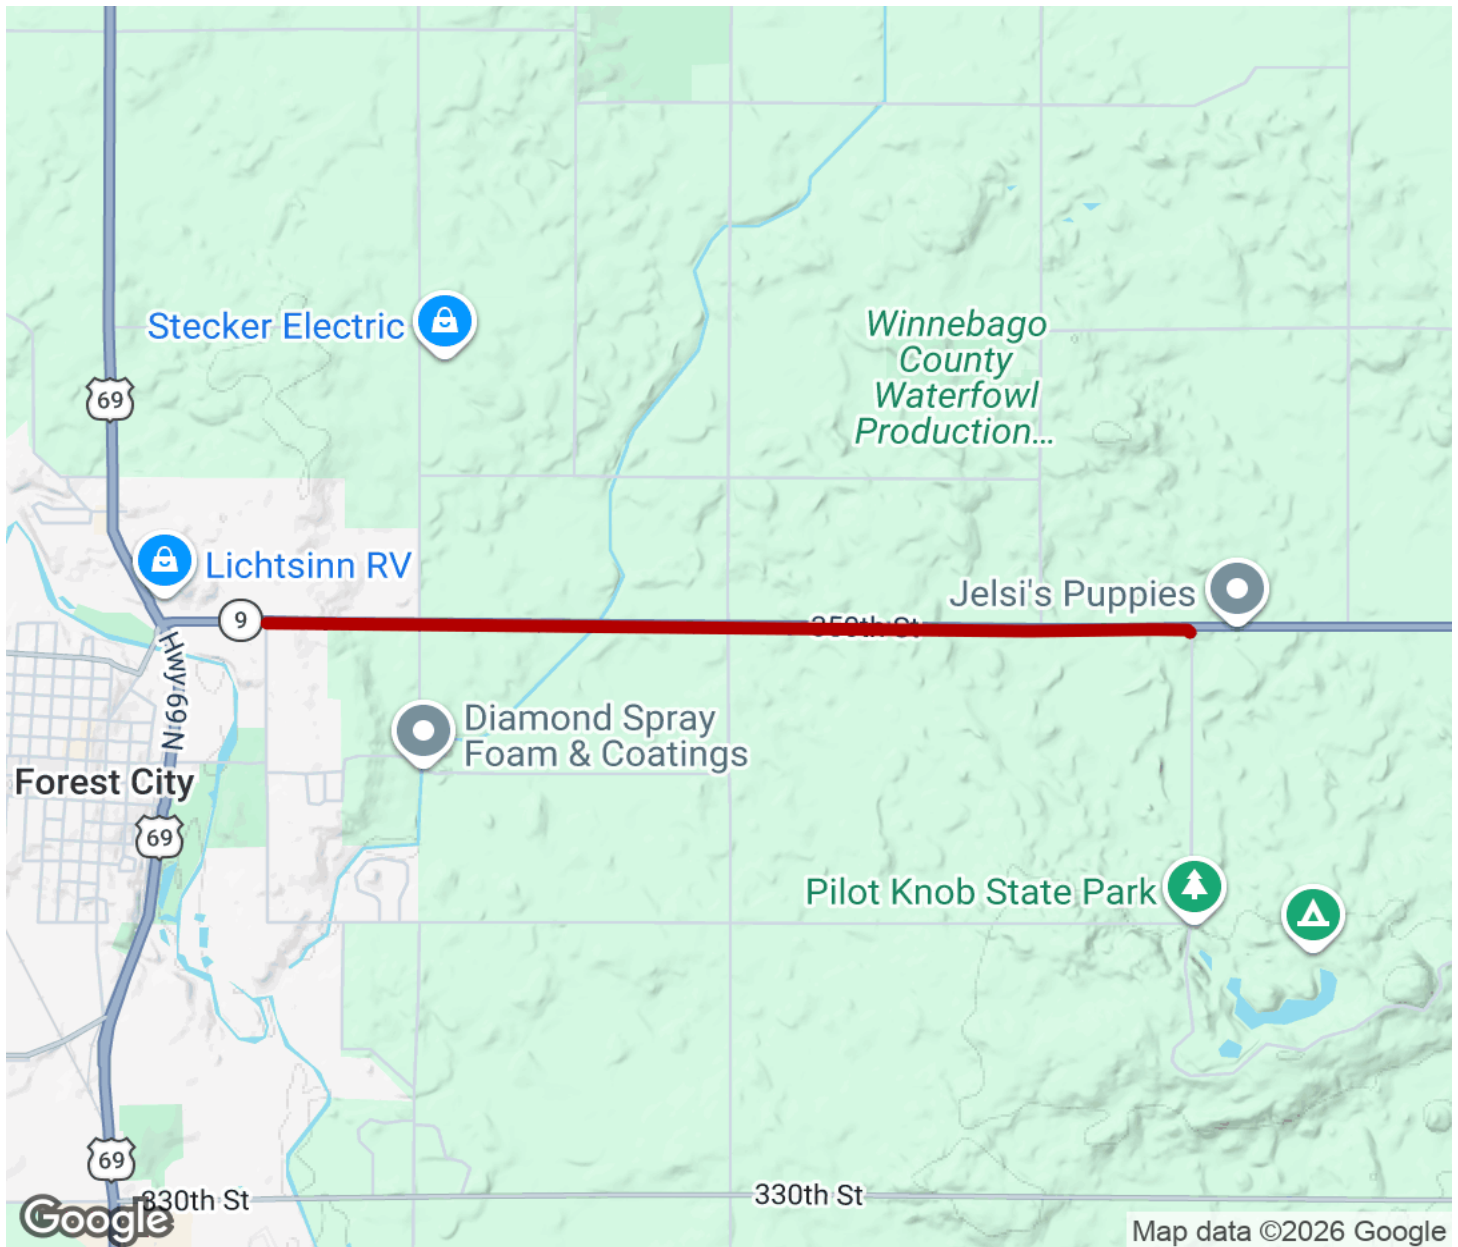 Stecker Electric
Winnebago
County
Waterfowl
Production...
69
Lichtsinn RV
Jelsi's Puppies
9
Hwy 69 N
Diamond Spray
Foam & Coatings
Forest City
69
Pilot Knob State Park
69
330th St
330th St
Google
Map data ©2026 Google